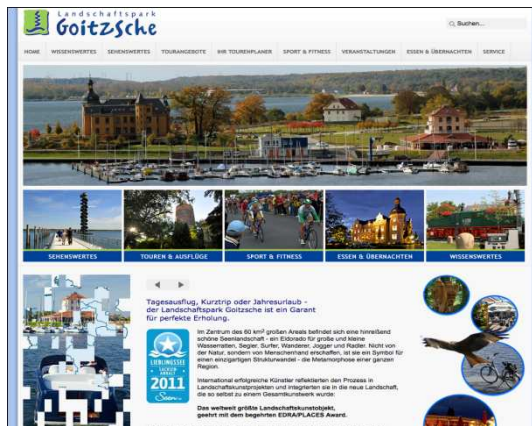 Landschaftspark
Goitzsche
Suchen...
HOME WISSENSWERTES SEHENSWERTES TOURANGEBOTE IHR TOURENPLANER SPORT & FITNESS VERANSTALTUNGEN ESSEN & ÜBERNACHTEN SERVICE
SEHENSWERTES TOUREN & AUSFLÜGE SPORT & FITNESS ESSEN & ÜBERNACHTEN WISSENSWERTES
Tagesausflug, Kurztrip oder Jahresurlaub -
der Landschaftspark Goitzsche ist ein Garant
für perfekte Erholung.
LIEBLINGSSEE
SACHSEN-
ANHALT
2011
Seen.de
Im Zentrum des 60 km² großen Areals befindet sich eine hinreißend
schöne Seenlandschaft - ein Eldorado für große und kleine
Wasserratten, Segler, Surfer, Wanderer, Jogger und Radler. Nicht von
der Natur, sondern von Menschenhand erschaffen, ist sie ein Symbol für
einen einzigartigen Strukturwandel - die Metamorphose einer ganzen
Region.
International erfolgreiche Künstler reflektierten den Prozess in
Landschaftskunstprojekten und integrierten sie in die neue Landschaft,
die so selbst zu einem Gesamtkunstwerk wurde:
Das weltweit größte Landschaftskunstobjekt,
geehrt mit dem begehrten EDRA/PLACES Award.